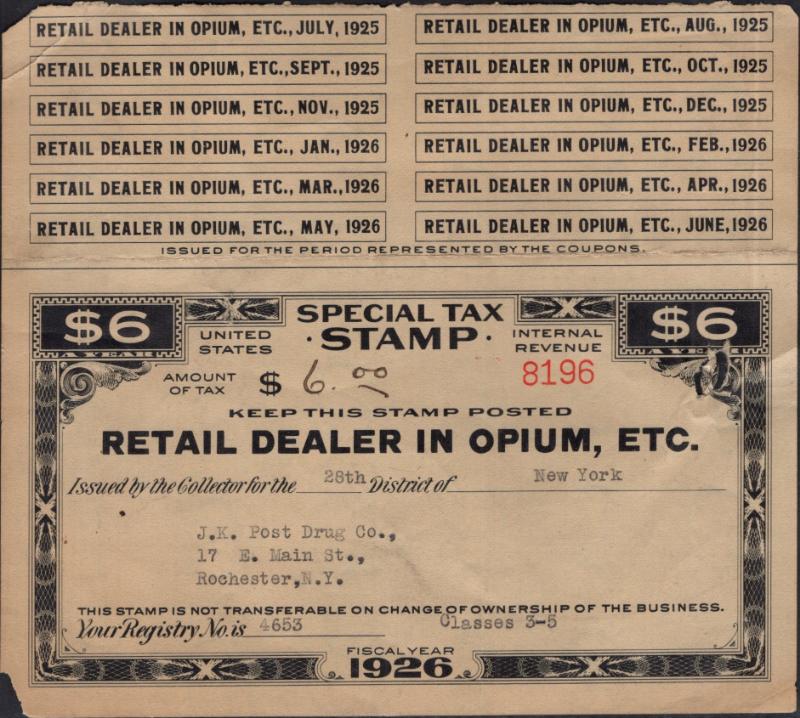 RETAIL DEALER IN OPIUM, ETC., JULY, 1925
RETAIL DEALER IN OPIUM, ETC., AUG., 1925
RETAIL DEALER IN OPIUM, ETC., SEPT., 1925
RETAIL DEALER IN OPIUM, ETC., OCT., 1925
RETAIL DEALER IN OPIUM, ETC., NOV., 1925
RETAIL DEALER IN OPIUM, ETC., DEC., 1925
RETAIL DEALER IN OPIUM, ETC., JAN., 1926
RETAIL DEALER IN OPIUM, ETC., FEB., 1926
RETAIL DEALER IN OPIUM, ETC., MAR., 1926
RETAIL DEALER IN OPIUM, ETC., APR., 1926
RETAIL DEALER IN OPIUM, ETC., MAY, 1926
RETAIL DEALER IN OPIUM, ETC., JUNE, 1926
ISSUED FOR THE PERIOD REPRESENTED BY THE COUPONS.
$6
A YEAR
UNITED STATES
SPECIAL TAX
·STAMP·
INTERNAL REVENUE
$6
A YEAR
AMOUNT OF TAX $ 6.00
8196
KEEP THIS STAMP POSTED
RETAIL DEALER IN OPIUM, ETC.
Issued by the Collector for the 28th District of New York
J.K. Post Drug Co.,
17 E. Main St.,
Rochester,N.Y.
THIS STAMP IS NOT TRANSFERABLE ON CHANGE OF OWNERSHIP OF THE BUSINESS.
Your Registry No. is 4653 Classes 3-5
FISCAL YEAR
1926